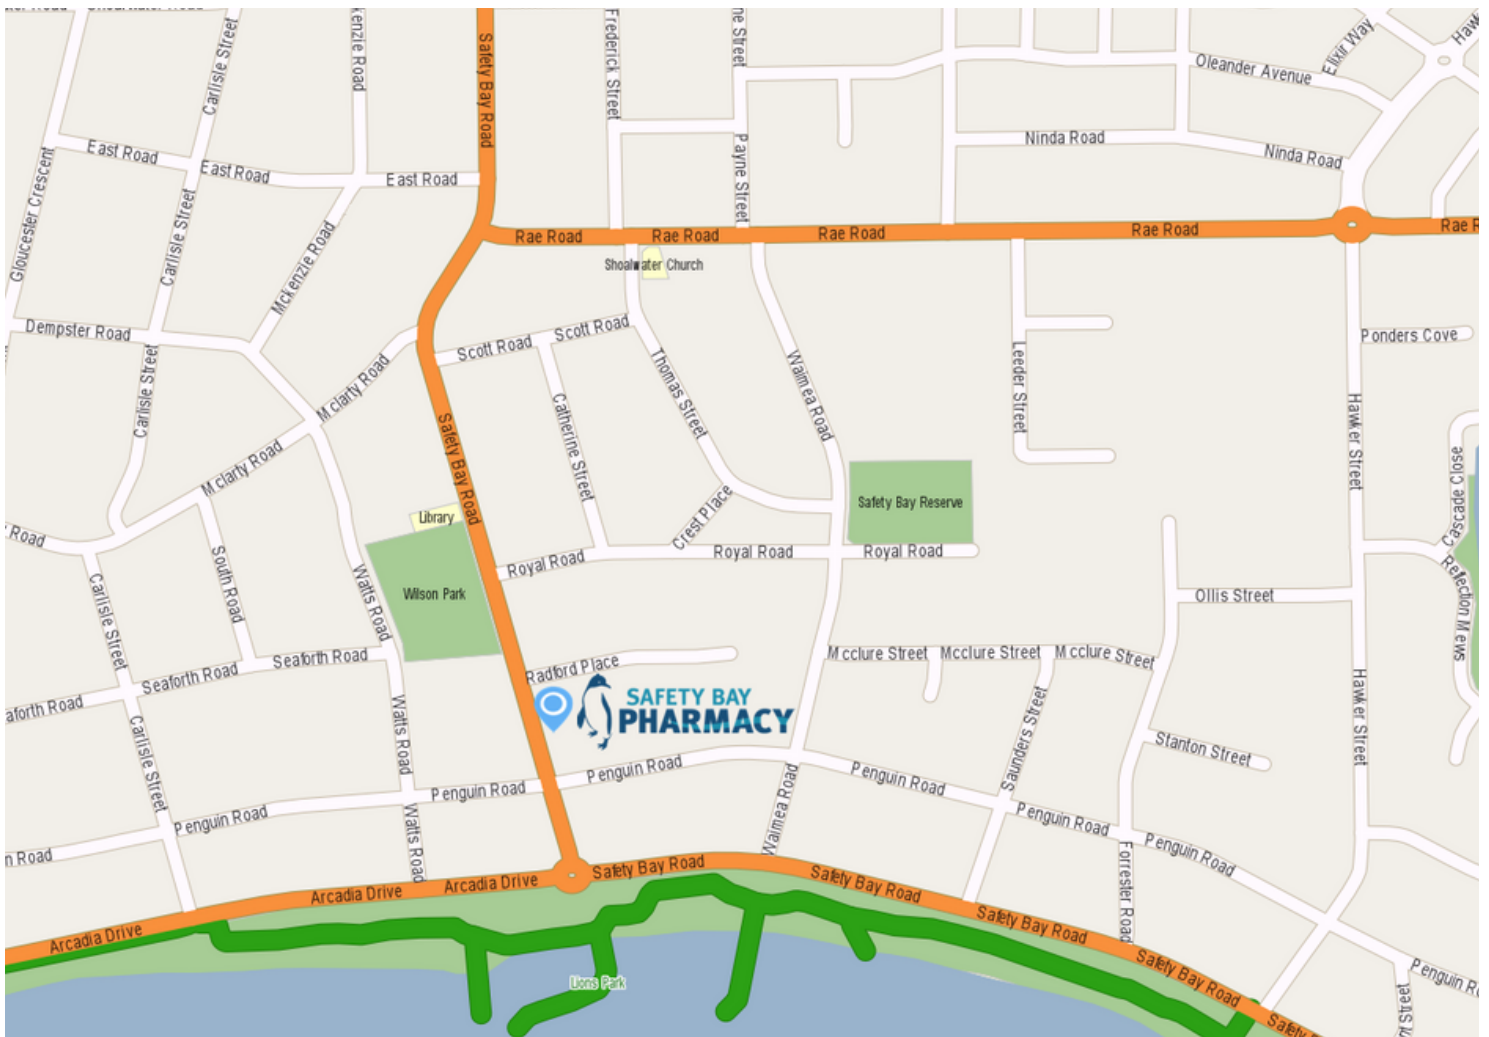 Carlisle Street
Safety Bay Road
Frederick Street
Oleander Avenue
Elixir Way
East Road
East Road
East Road
Payne Street
Ninda Road
Ninda Road
Gloucester Crescent
Carlisle Street
Mckenzie Road
Rae Road
Rae Road
Rae Road
Rae Road
Shoalwater Church
Dempster Road
Scott Road
Scott Road
Ponders Cove
Carlisle Street
Mclarty Road
Mclarty Road
Thomas Street
Waimea Road
Leeder Street
Catherine Street
Safety Bay Road
Hawker Street
Cascade Close
Library
Crest Place
Safety Bay Reserve
Royal Road
Royal Road
Royal Road
South Road
Watts Road
Wilson Park
Carlisle Street
Reflection Mews
Ollis Street
Seaforth Road
Seaforth Road
Radford Place
Mcclure Street
Mcclure Street
Mcclure Street
SAFETY BAY
PHARMACY
Carlisle Street
Watts Road
Saunders Street
Stanton Street
Hawker Street
Penguin Road
Penguin Road
Penguin Road
Penguin Road
Penguin Road
Penguin Road
Watts Road
Waimea Road
Forrester Road
Arcadia Drive
Arcadia Drive
Arcadia Drive
Safety Bay Road
Safety Bay Road
Safety Bay Road
Safety Bay Road
Lions Park